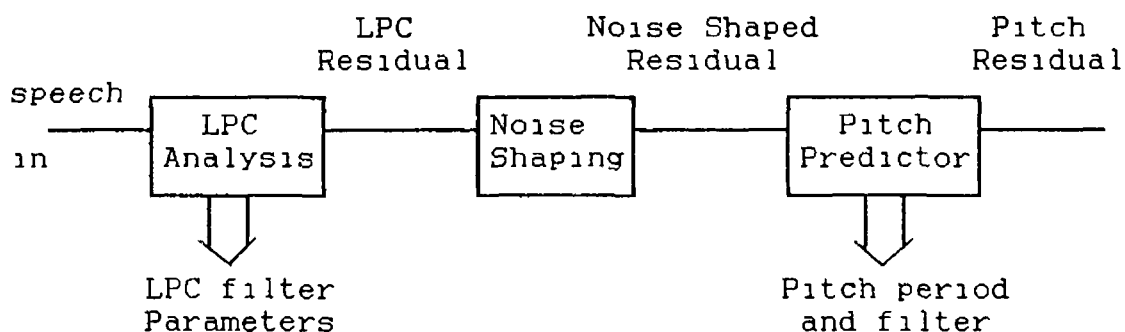 LPC
Residual
Noise Shaped
Residual
Pitch
Residual
speech
in
LPC
Analysis
Noise
Shaping
Pitch
Predictor
LPC filter
Parameters
Pitch period
and filter